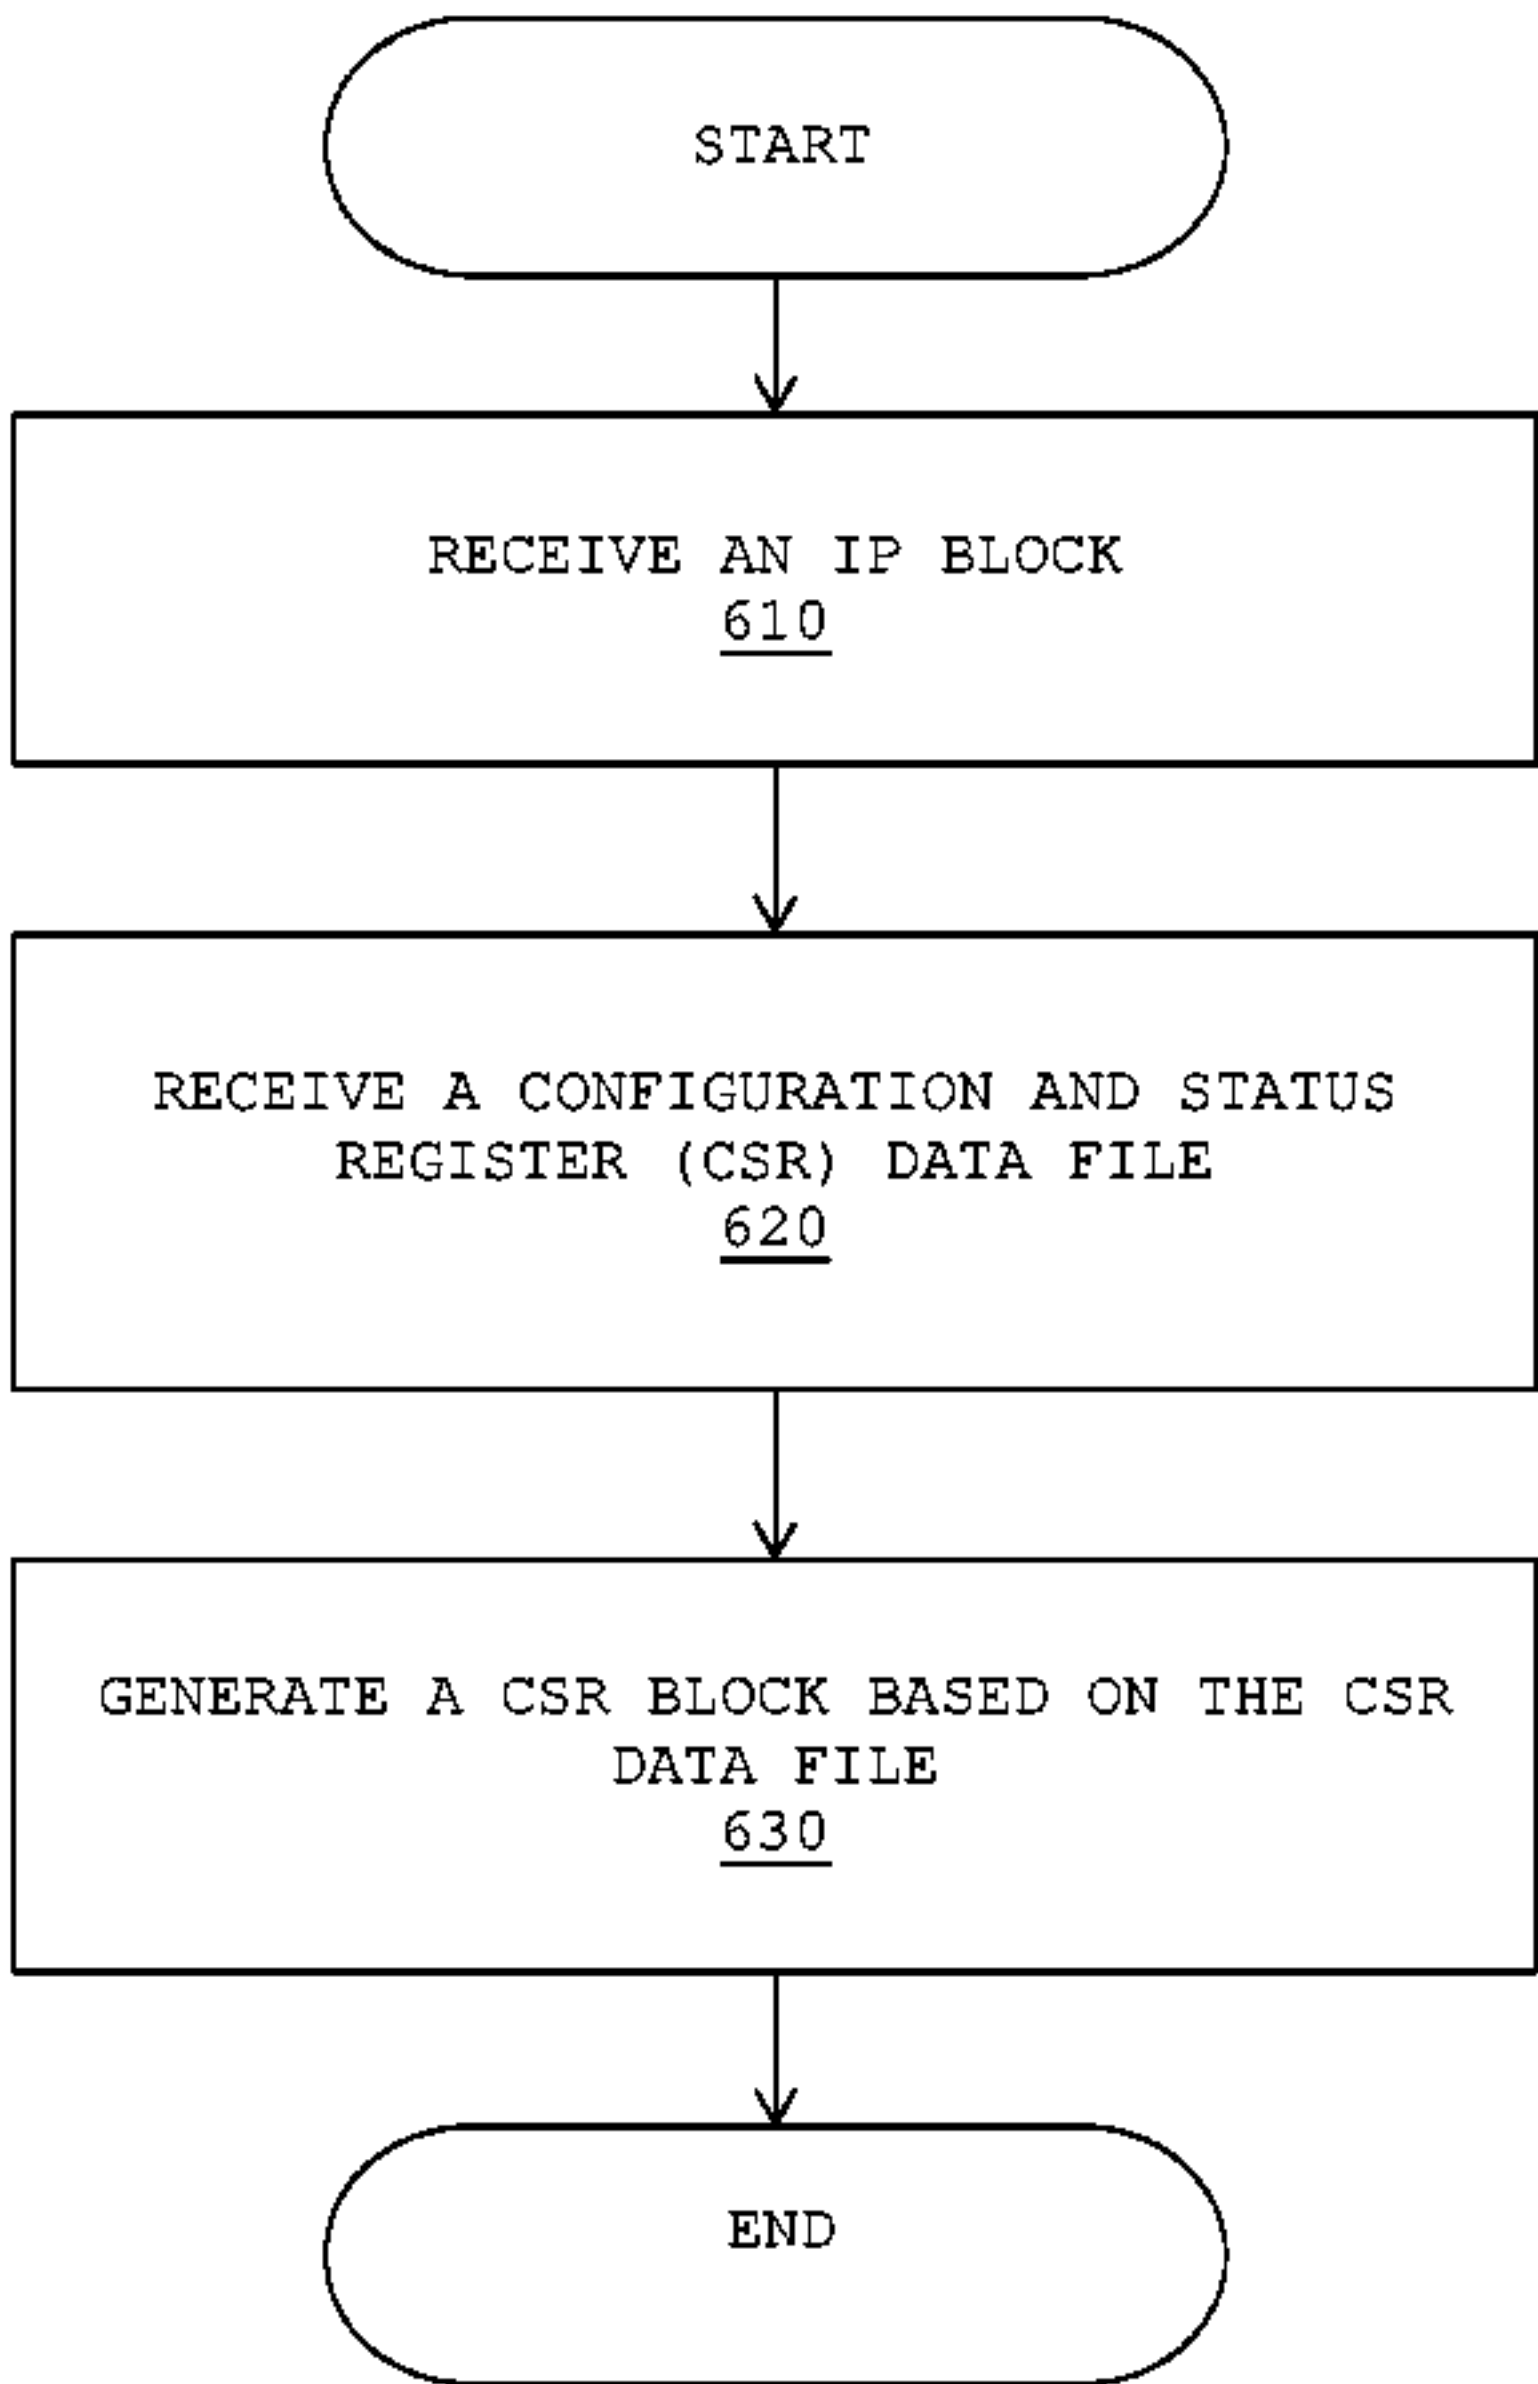 START
RECEIVE AN IP BLOCK
610
RECEIVE A CONFIGURATION AND STATUS
REGISTER (CSR) DATA FILE
620
GENERATE A CSR BLOCK BASED ON THE CSR
DATA FILE
630
END